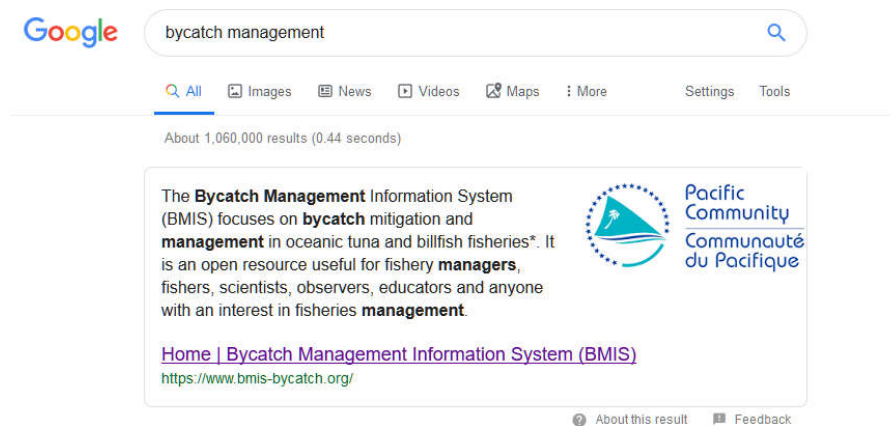 Google
bycatch management
All Images News Videos Maps More Settings Tools
About 1,060,000 results (0.44 seconds)
The Bycatch Management Information System
(BMIS) focuses on bycatch mitigation and
management in oceanic tuna and billfish fisheries*. It
is an open resource useful for fishery managers,
fishers, scientists, observers, educators and anyone
with an interest in fisheries management.
Pacific
Community
Communauté
du Pacifique
Home | Bycatch Management Information System (BMIS)
https://www.bmis-bycatch.org/
About this result Feedback